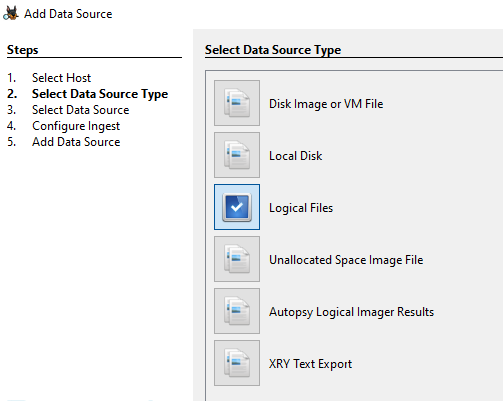 Add Data Source
Steps
1. Select Host
2. Select Data Source Type
3. Select Data Source
4. Configure Ingest
5. Add Data Source
Select Data Source Type
Disk Image or VM File
Local Disk
Logical Files
Unallocated Space Image File
Autopsy Logical Imager Results
XRY Text Export